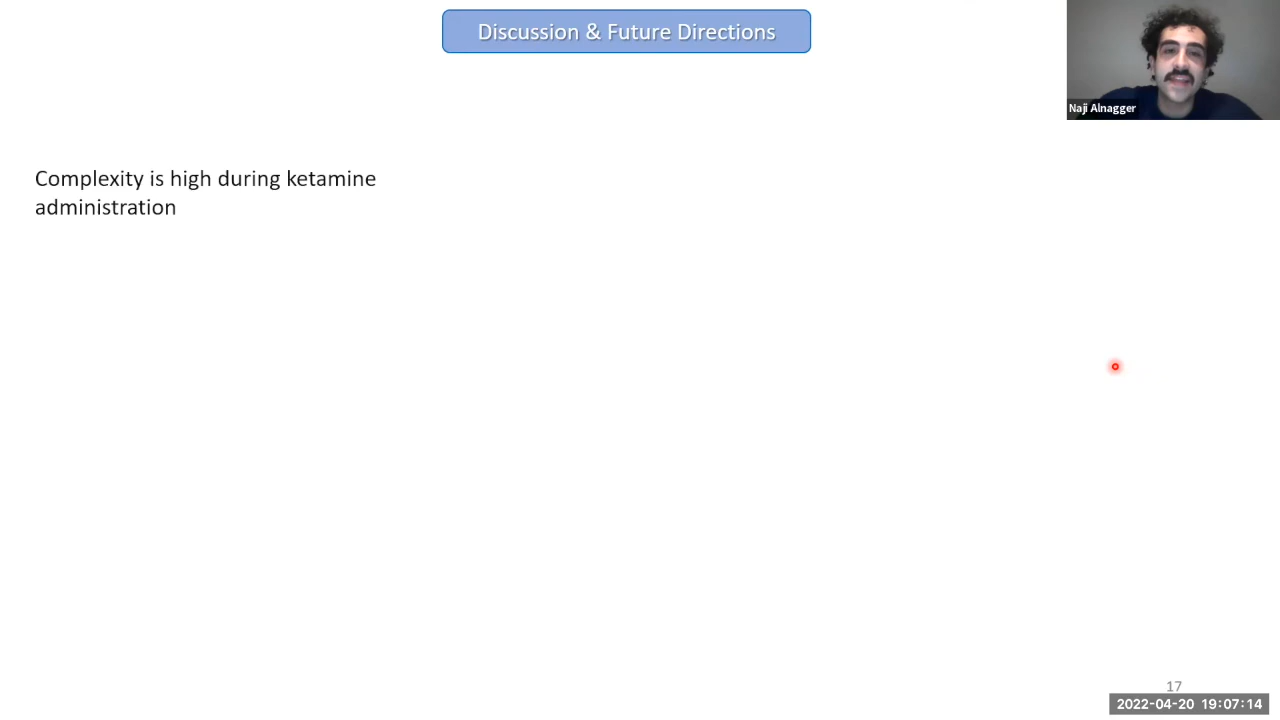 Discussion & Future Directions
Naji Alnagger
Complexity is high during ketamine
administration
17
2022-04-20 19:07:14